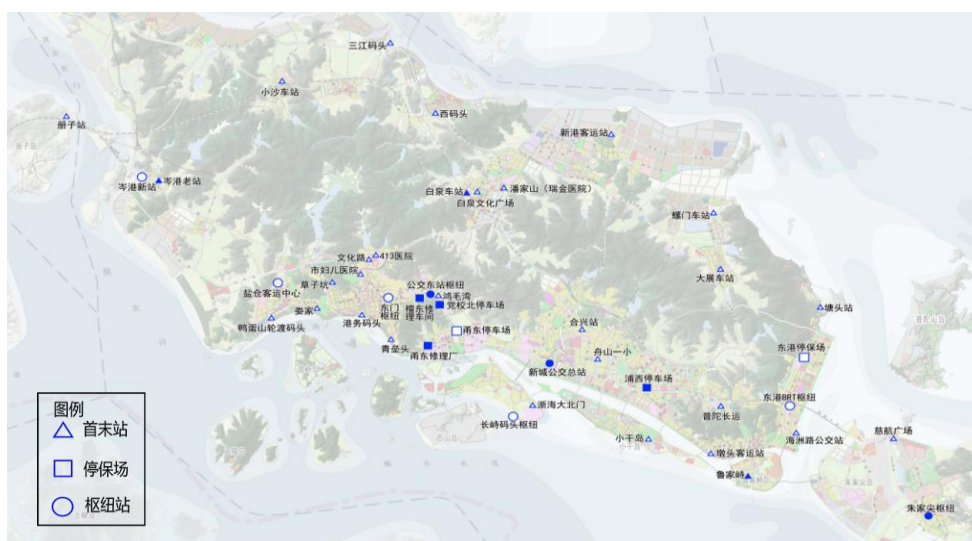 三江码头
小沙车站
册子站
西码头
新港客运站
岑港新站
岑港老站
白泉车站
潘家山（瑞金医院）
白泉文化广场
螺门车站
文化路
413医院
市妇儿医院
大展车站
草子坑
盐仓客运中心
公交东站枢纽
鸿毛湾
东门
枢纽
檀东修
理车间
党校北停车场
娄家
塘头站
鸭蛋山轮渡码头
港务码头
甬东停车场
合兴站
青垒头
甬东修理厂
舟山一小
东港停保场
新城公交总站
浦西停车场
图例
首末站
停保场
枢纽站
浙海大北门
长峙码头枢纽
普陀长运
东港BRT枢纽
小干岛
海洲路公交站
慈航广场
墩头客运站
鲁家峙
朱家尖枢纽
普陀山岛